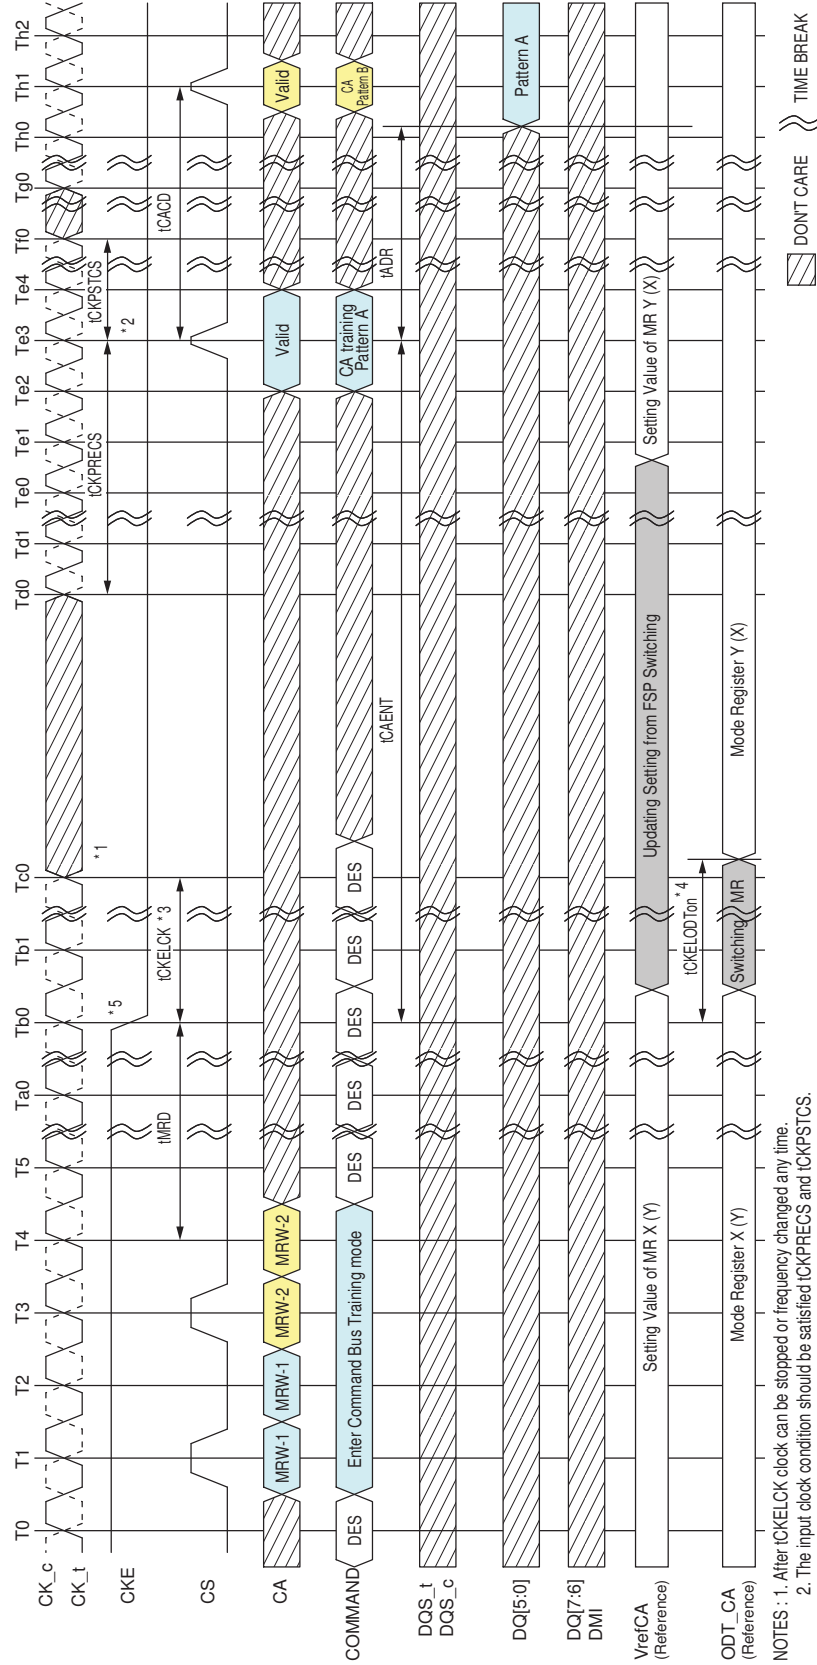 T0 T1 T2 T3 T4 T5 Ta0 Tb0 Tb1 Tc0 Td0 Td1 Te0 Te1 Te2 Te3 Te4 Tf0 Tg0 Th0 Th1 Th2
CK_c
CK_t
tCKPRECS
tCKPSTCS
CKE
*5
*1
*2
tMRD
tCKELCK *3
tCACD
CS
CA
MRW-1
MRW-1
MRW-2
MRW-2
Valid
Valid
COMMAND
DES
Enter Command Bus Training mode
DES
DES
DES
DES
DES
CA training
Pattern A
CA
Pattern B
tCAENT
tADR
DQS_t
DQS_c
DQ[5:0]
Pattern A
DQ[7:6]
DMI
VrefCA
(Reference)
Setting Value of MR X (Y)
Updating Setting from FSP Switching
Setting Value of MR Y (X)
tCKELODTon *4
ODT_CA
(Reference)
Mode Register X (Y)
Switching MR
Mode Register Y (X)
NOTES : 1. After tCKELCK clock can be stopped or frequency changed any time.
2. The input clock condition should be satisfied tCKPRECS and tCKPSTCS.
DON'T CARE
TIME BREAK